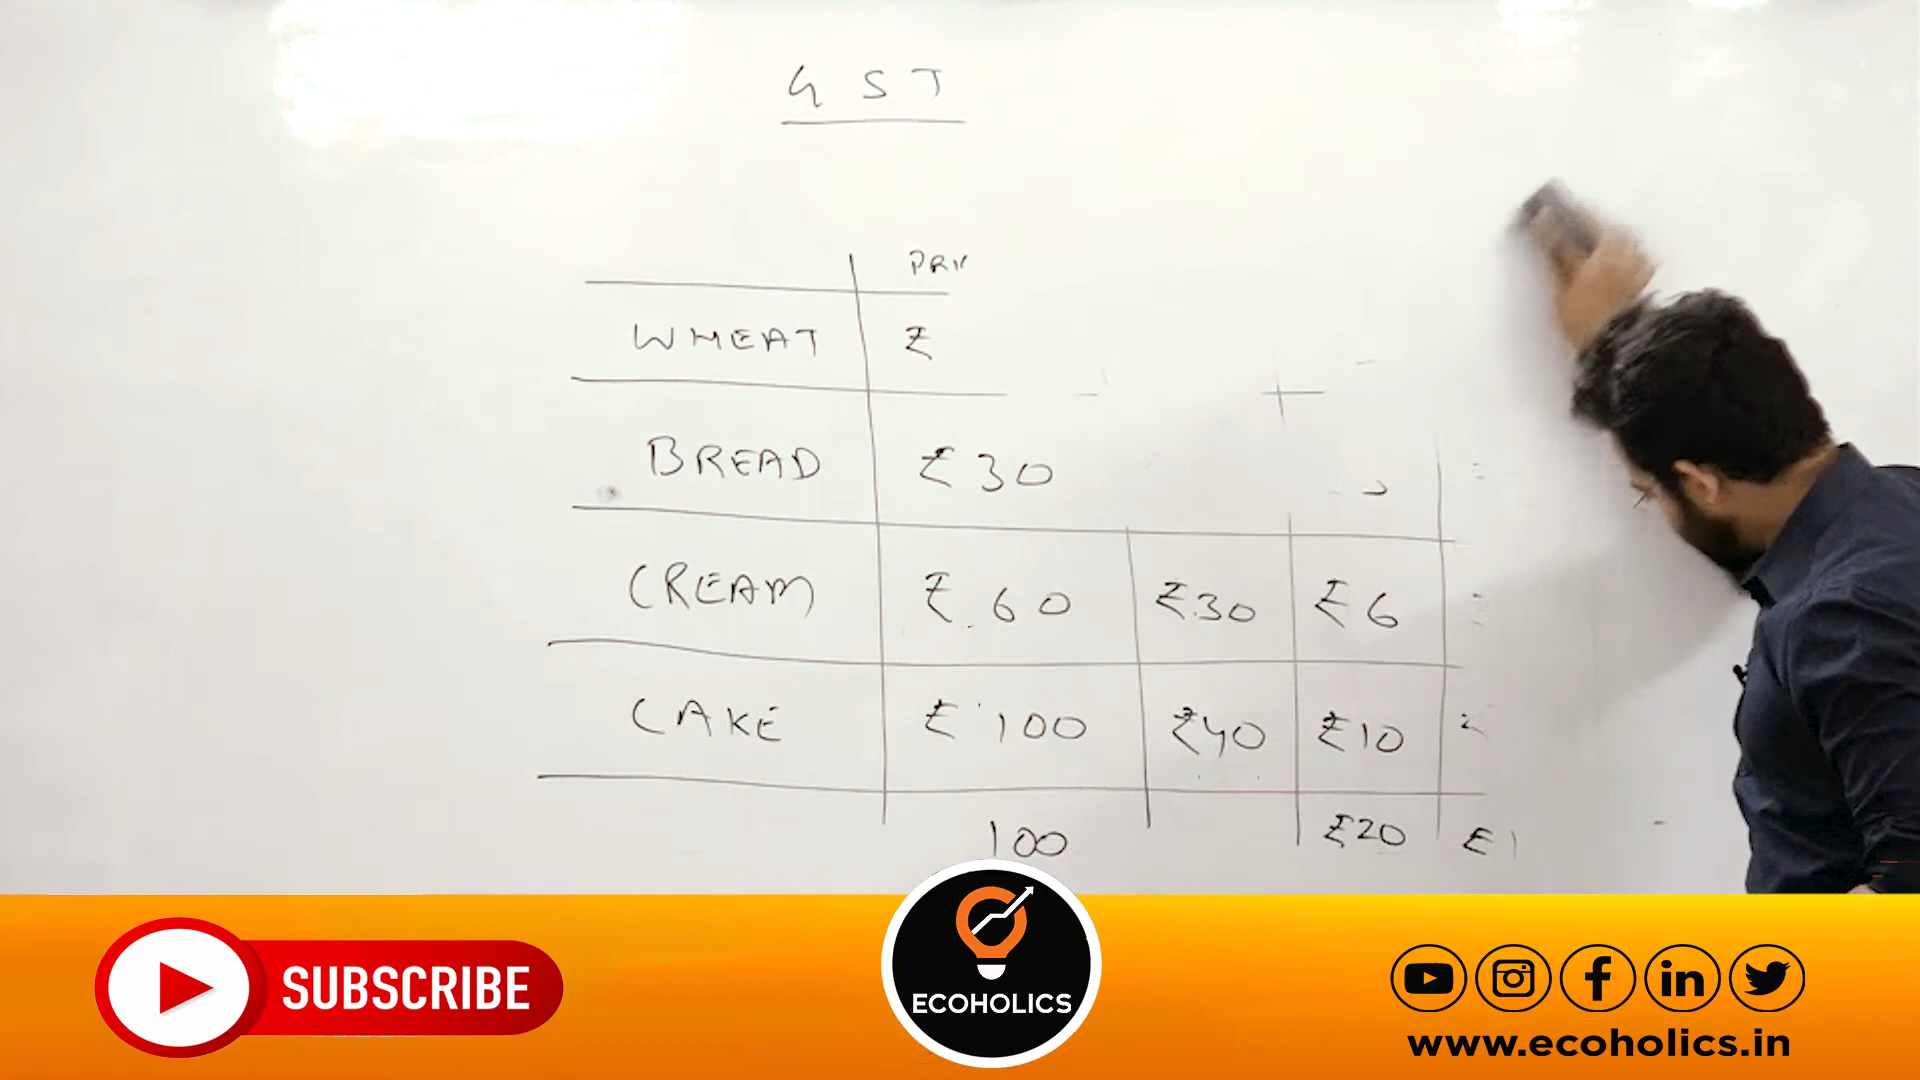 GST
WHEAT ₹
BREAD ₹30
CREAM ₹60 ₹30 ₹6
CAKE ₹100 ₹40 ₹10
100 ₹20
SUBSCRIBE
ECOHOLICS
www.ecoholics.in